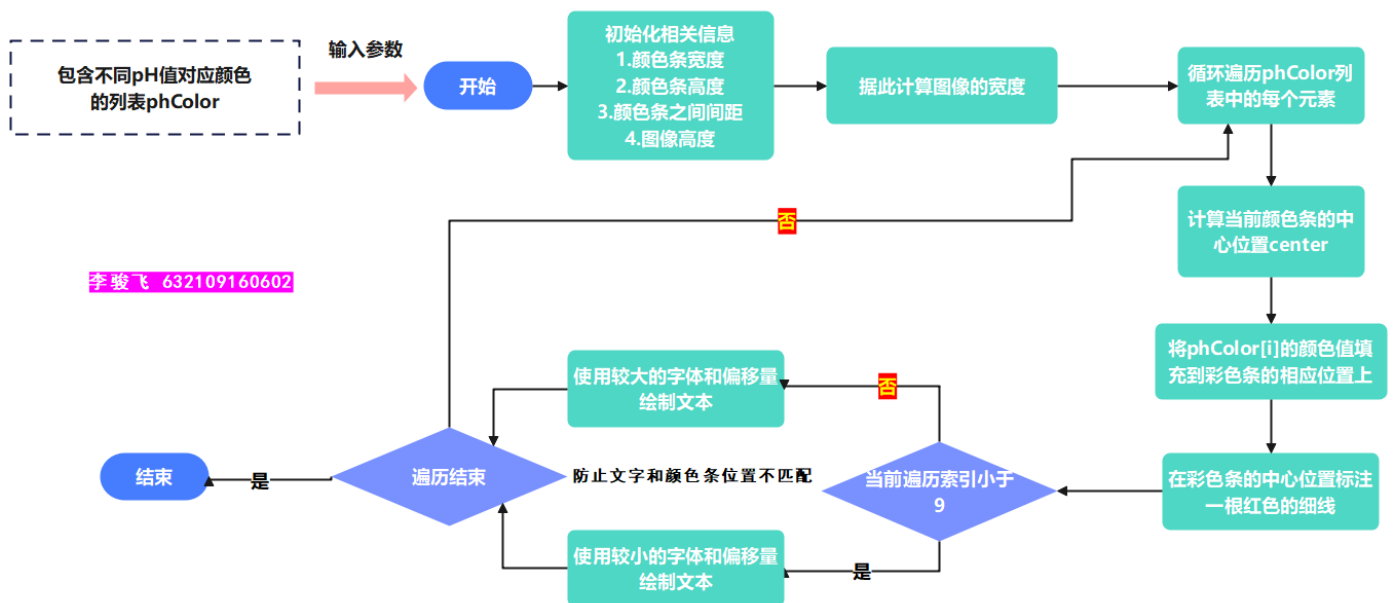 包含不同pH值对应颜色
的列表phColor
输入参数
开始
初始化相关信息
1.颜色条宽度
2.颜色条高度
3.颜色条之间间距
4.图像高度
据此计算图像的宽度
循环遍历phColor列
表中的每个元素
计算当前颜色条的中
心位置center
将phColor[i]的颜色值填
充到彩色条的相应位置上
在彩色条的中心位置标注
一根红色的细线
当前遍历索引小于
9
否
使用较大的字体和偏移量
绘制文本
是
使用较小的字体和偏移量
绘制文本
防止文字和颜色条位置不匹配
遍历结束
否
是
结束
李骏飞 632109160602